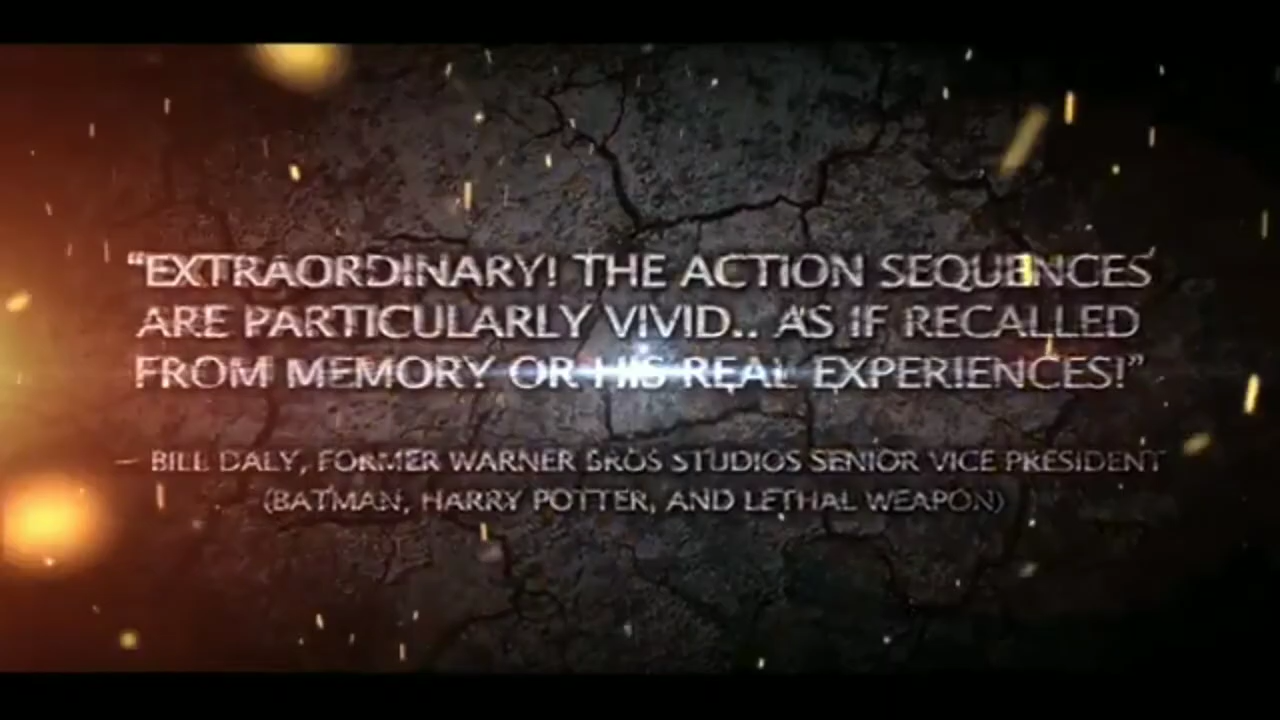 “EXTRAORDINARY! THE ACTION SEQUENCES
ARE PARTICULARLY VIVID.. AS IF RECALLED
FROM MEMORY OR HIS REAL EXPERIENCES!”
– BILL DALY, FORMER WARNER BROS STUDIOS SENIOR VICE PRESIDENT
(BATMAN, HARRY POTTER, AND LETHAL WEAPON)